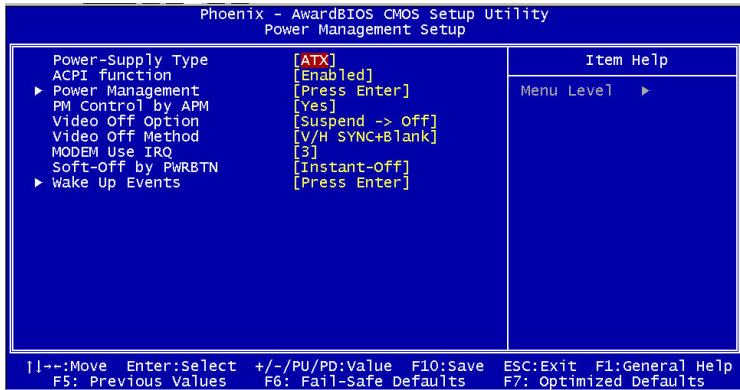 Phoenix - AwardBIOS CMOS Setup Utility
Power Management Setup
Power-Supply Type [ATX]
ACPI function [Enabled]
▶ Power Management [Press Enter]
PM Control by APM [Yes]
Video Off Option [Suspend -> Off]
Video Off Method [V/H SYNC+Blank]
MODEM Use IRQ [3]
Soft-Off by PWRBTN [Instant-Off]
▶ Wake Up Events [Press Enter]
Item Help
Menu Level ▶
↑↓→←:Move Enter:Select +/-/PU/PD:Value F10:Save ESC:Exit F1:General Help
F5: Previous Values F6: Fail-Safe Defaults F7: Optimized Defaults